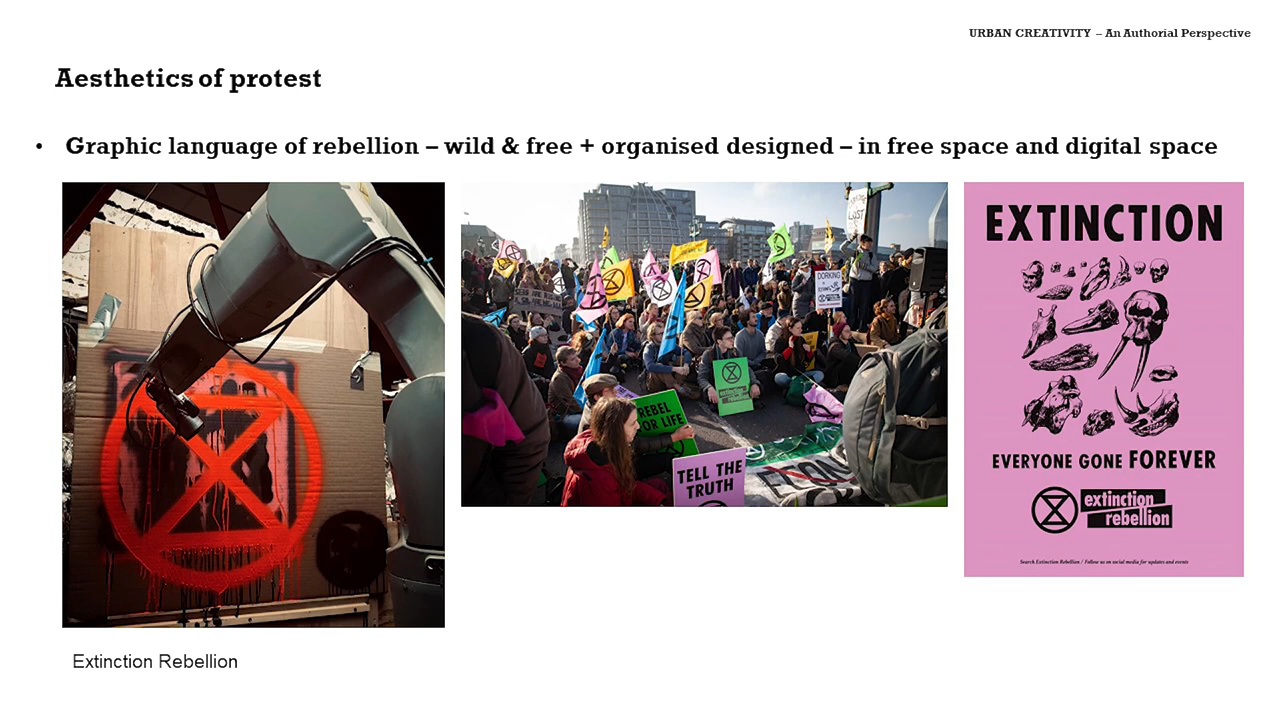 URBAN CREATIVITY – An Authorial Perspective
Aesthetics of protest
• Graphic language of rebellion – wild & free + organised designed – in free space and digital space
DORKING
REBEL
FOR LIFE
TELL THE
TRUTH
EXTINCTION
EVERYONE GONE FOREVER
extinction
rebellion
Search Extinction Rebellion / Follow us on social media for updates and events
Extinction Rebellion